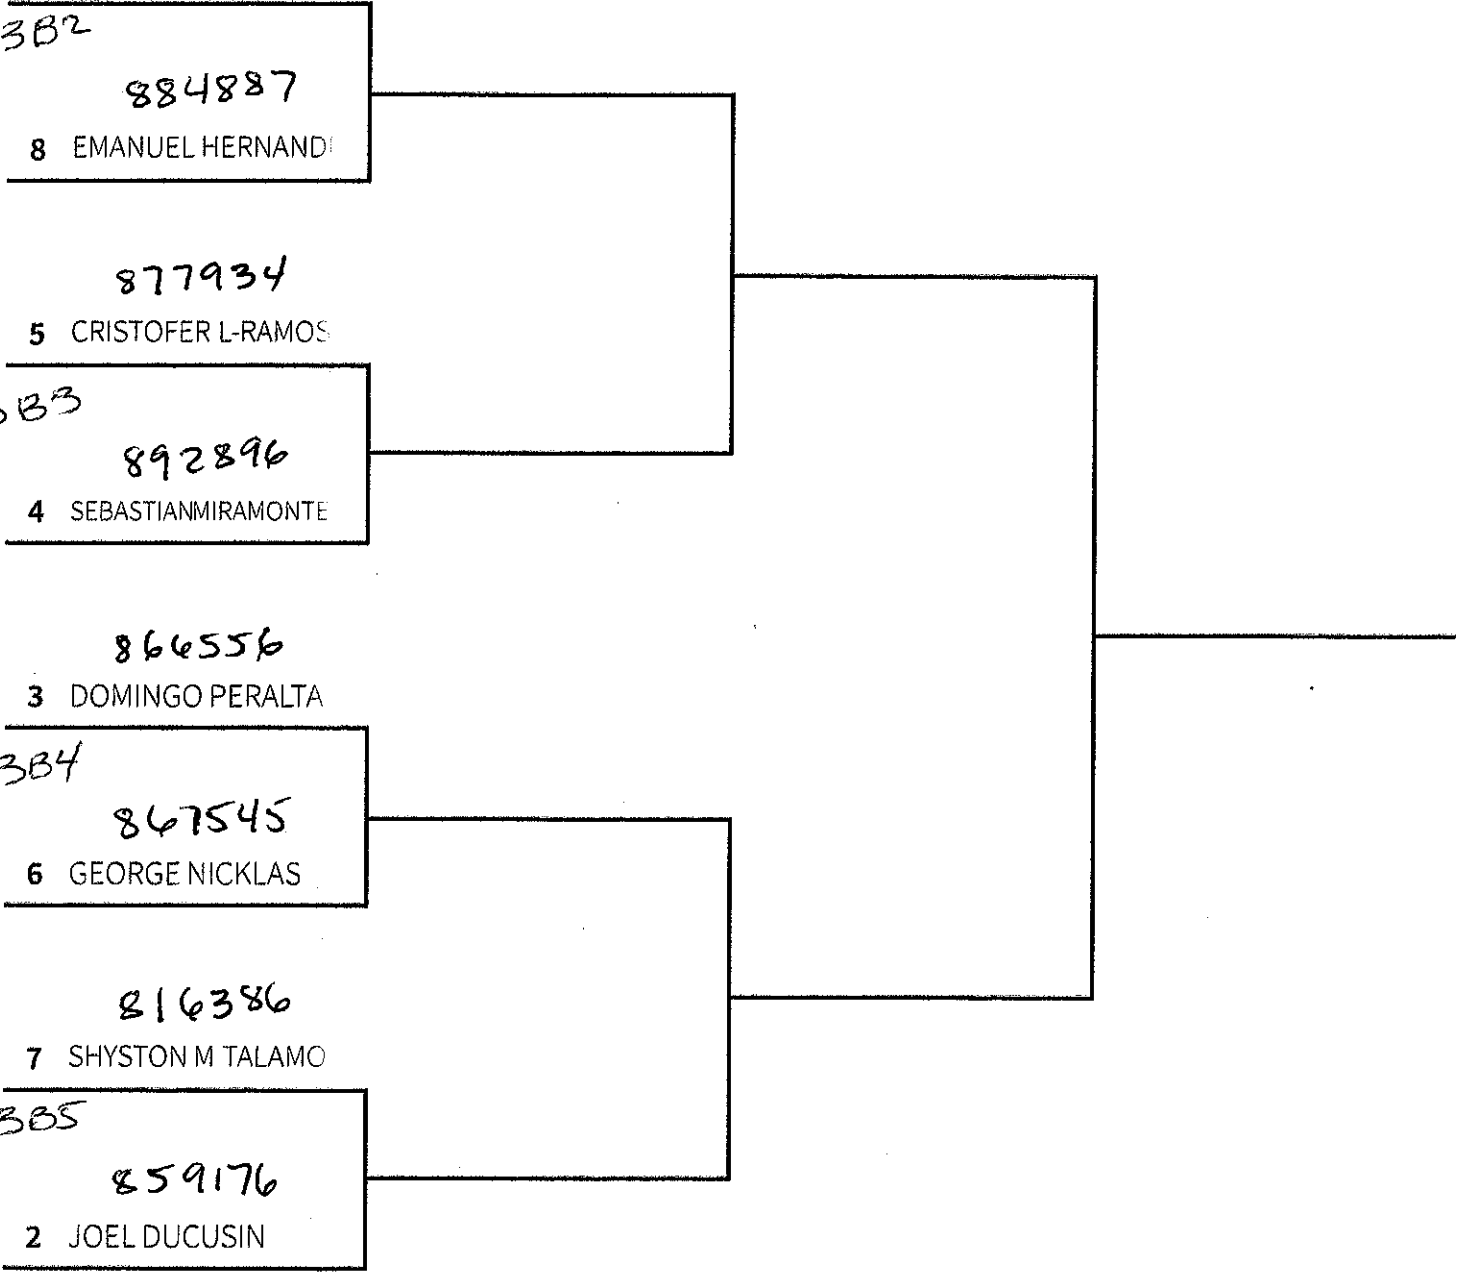 3B2
884887
8 EMANUEL HERNAND
877934
5 CRISTOFER L-RAMOS
3B3
892896
4 SEBASTIANMIRAMONTE
866556
3 DOMINGO PERALTA
3B4
867545
6 GEORGE NICKLAS
816386
7 SHYSTON M TALAMO
3B5
859176
2 JOEL DUCUSIN